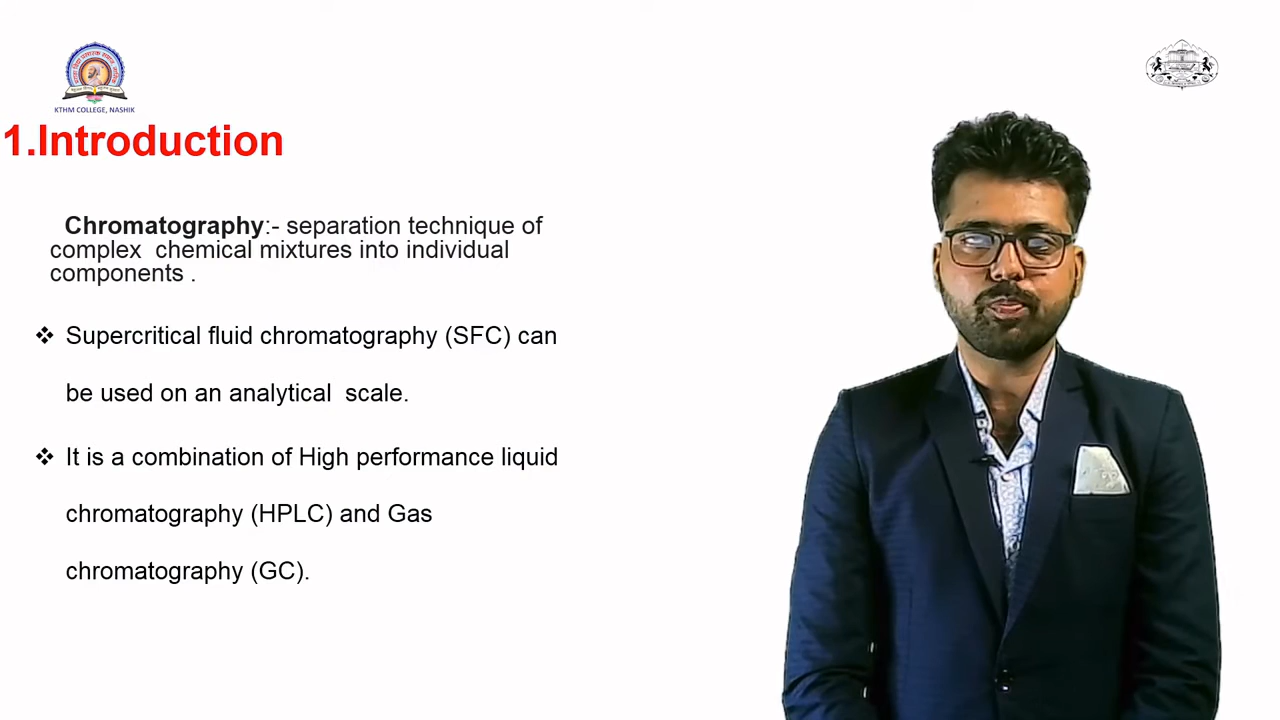 KTHM COLLEGE, NASHIK
1.Introduction
Chromatography:- separation technique of
complex chemical mixtures into individual
components .
❖ Supercritical fluid chromatography (SFC) can
be used on an analytical scale.
❖ It is a combination of High performance liquid
chromatography (HPLC) and Gas
chromatography (GC).